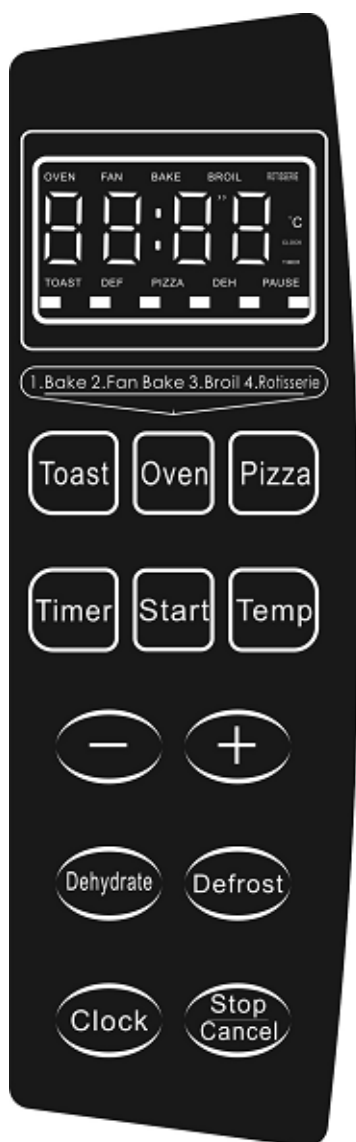 OVEN FAN BAKE BROIL ROTISSERIE
88:88 °C
CLOCK
TIMER
TOAST DEF PIZZA DEH PAUSE
1.Bake 2.Fan Bake 3.Broil 4.Rotisserie
Toast Oven Pizza
Timer Start Temp
− +
Dehydrate Defrost
Clock Stop
Cancel